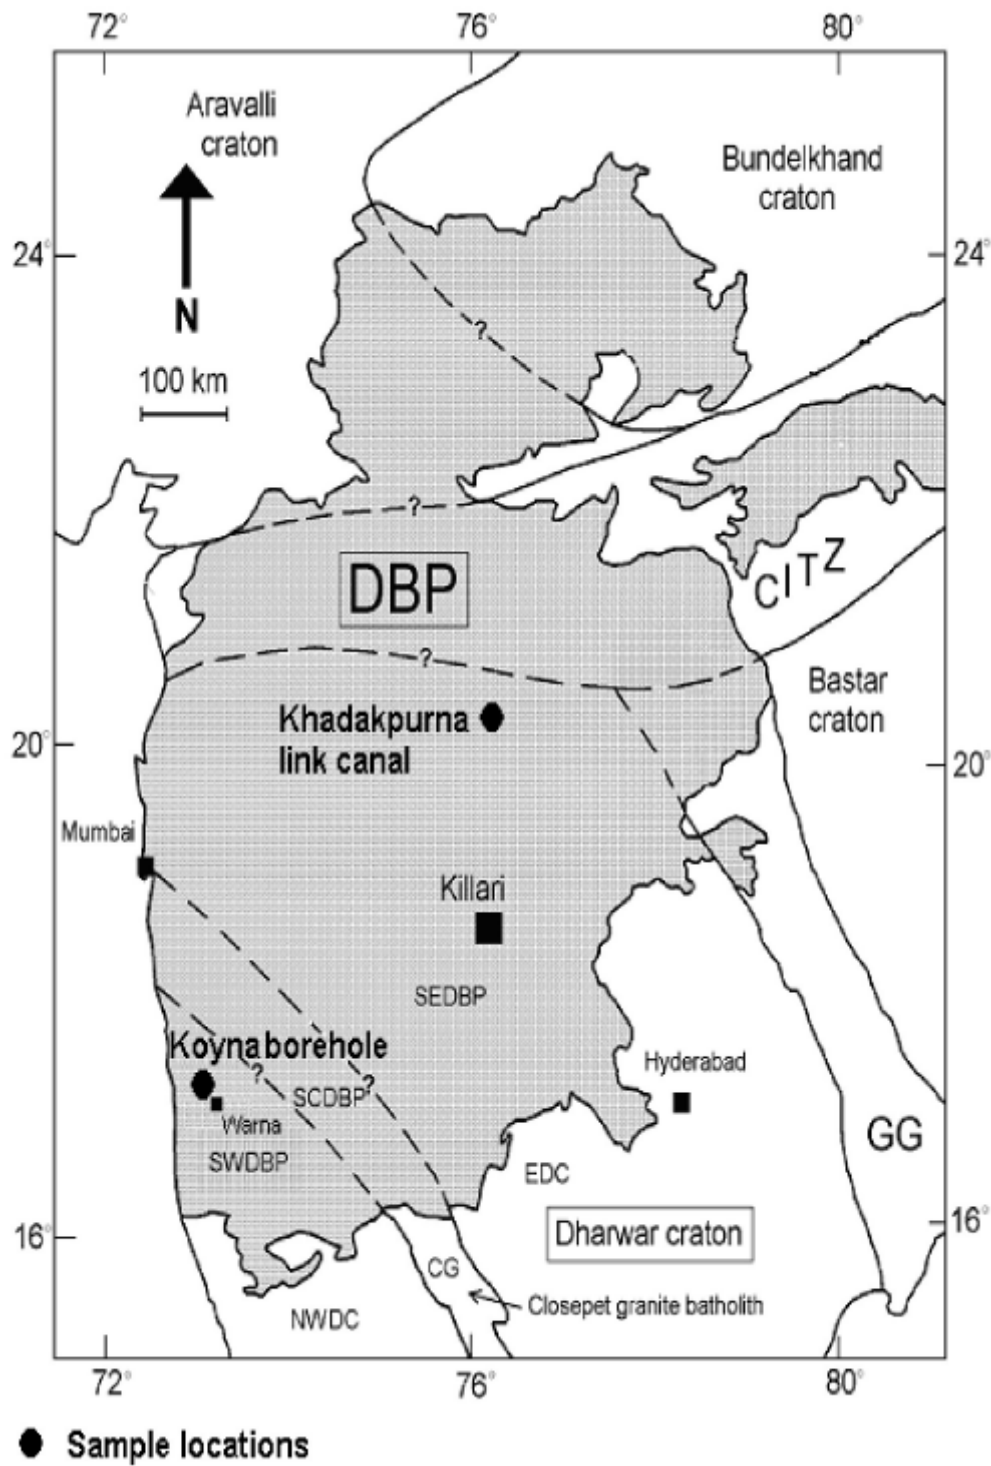 72°
76°
80°
Aravalli
craton
Bundelkhand
craton
24°
24°
N
?
100 km
?
DBP
CITZ
?
Bastar
craton
Khadakpurna
link canal
20°
20°
Mumbai
Killari
SEDBP
Koynaborehole
Hyderabad
?
?
SCDBP
Warna
GG
SWDBP
EDC
16°
16°
Dharwar craton
CG
Closepet granite batholith
NWDC
72°
76°
80°
Sample locations